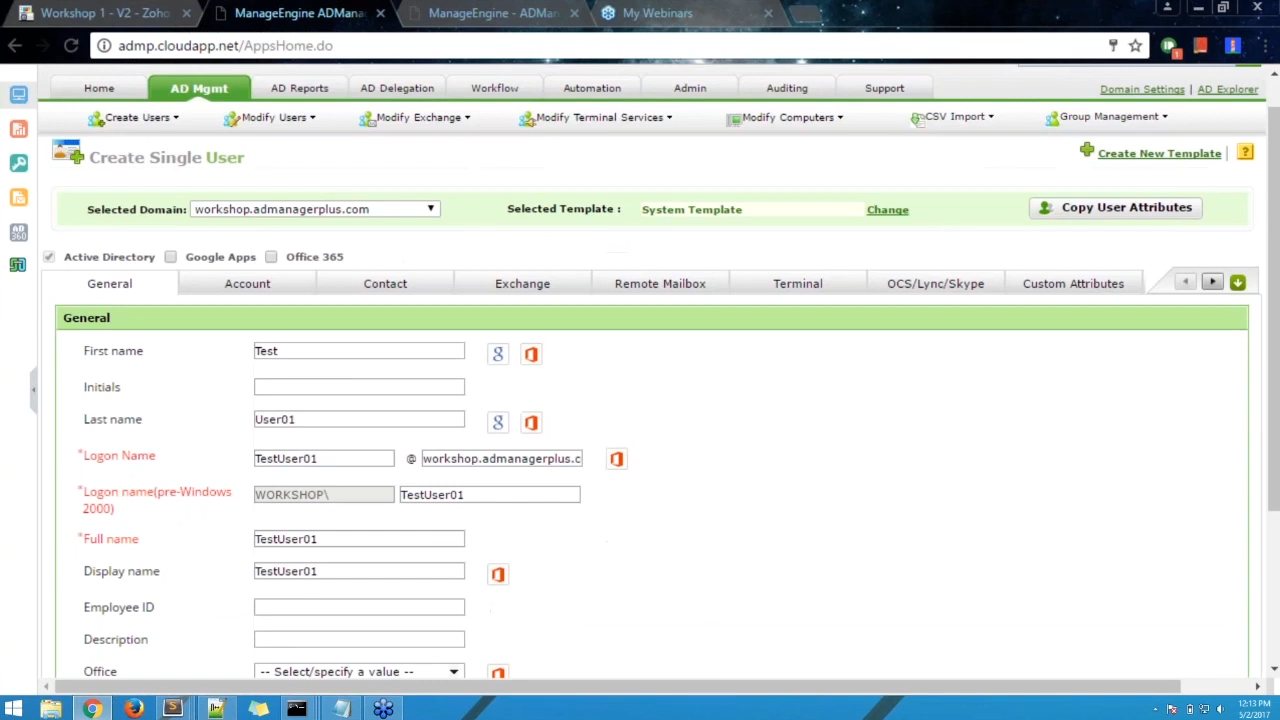 Workshop 1 - V2 - Zoho
ManageEngine ADMana
ManageEngine - ADMan
My Webinars
admp.cloudapp.net/AppsHome.do
1
Home
AD Mgmt
AD Reports
AD Delegation
Workflow
Automation
Admin
Auditing
Support
Domain Settings | AD Explorer
Create Users
Modify Users
Modify Exchange
Modify Terminal Services
Modify Computers
CSV Import
Group Management
Create Single User
Create New Template
?
Selected Domain: workshop.admanagerplus.com
Selected Template : System Template
Change
Copy User Attributes
AD 360
Active Directory
Google Apps
Office 365
General
Account
Contact
Exchange
Remote Mailbox
Terminal
OCS/Lync/Skype
Custom Attributes
General
First name Test
Initials
Last name User01
*Logon Name TestUser01 @ workshop.admanagerplus.c
*Logon name(pre-Windows 2000) WORKSHOP\ TestUser01
*Full name TestUser01
Display name TestUser01
Employee ID
Description
Office -- Select/specify a value --
12:13 PM
5/2/2017